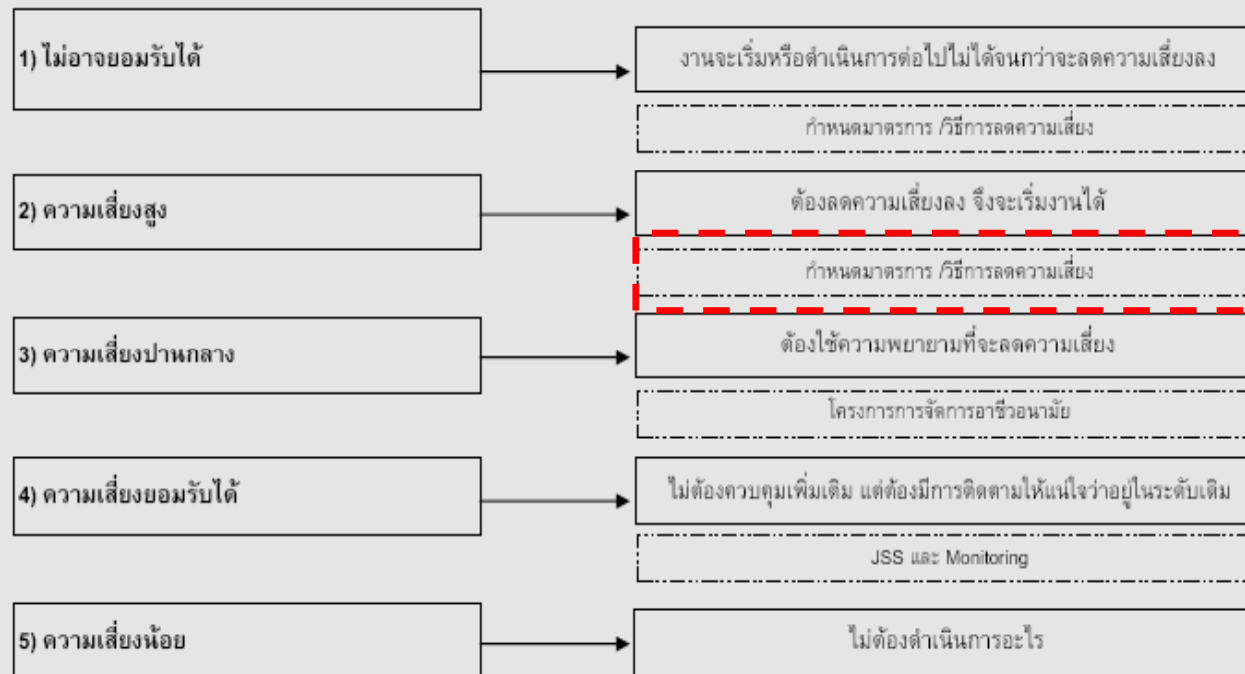 1) ไม่อาจยอมรับได้
งานจะเริ่มหรือดำเนินการต่อไปไม่ได้จนกว่าจะลดความเสี่ยงลง
กำหนดมาตรการ /วิธีการลดความเสี่ยง
2) ความเสี่ยงสูง
ต้องลดความเสี่ยงลง จึงจะเริ่มงานได้
กำหนดมาตรการ /วิธีการลดความเสี่ยง
3) ความเสี่ยงปานกลาง
ต้องใช้ความพยายามที่จะลดความเสี่ยง
โครงการการจัดการอาชีวอนามัย
4) ความเสี่ยงยอมรับได้
ไม่ต้องควบคุมเพิ่มเติม แต่ต้องมีการติดตามให้แน่ใจว่าอยู่ในระดับเดิม
JSS และ Monitoring
5) ความเสี่ยงน้อย
ไม่ต้องดำเนินการอะไร